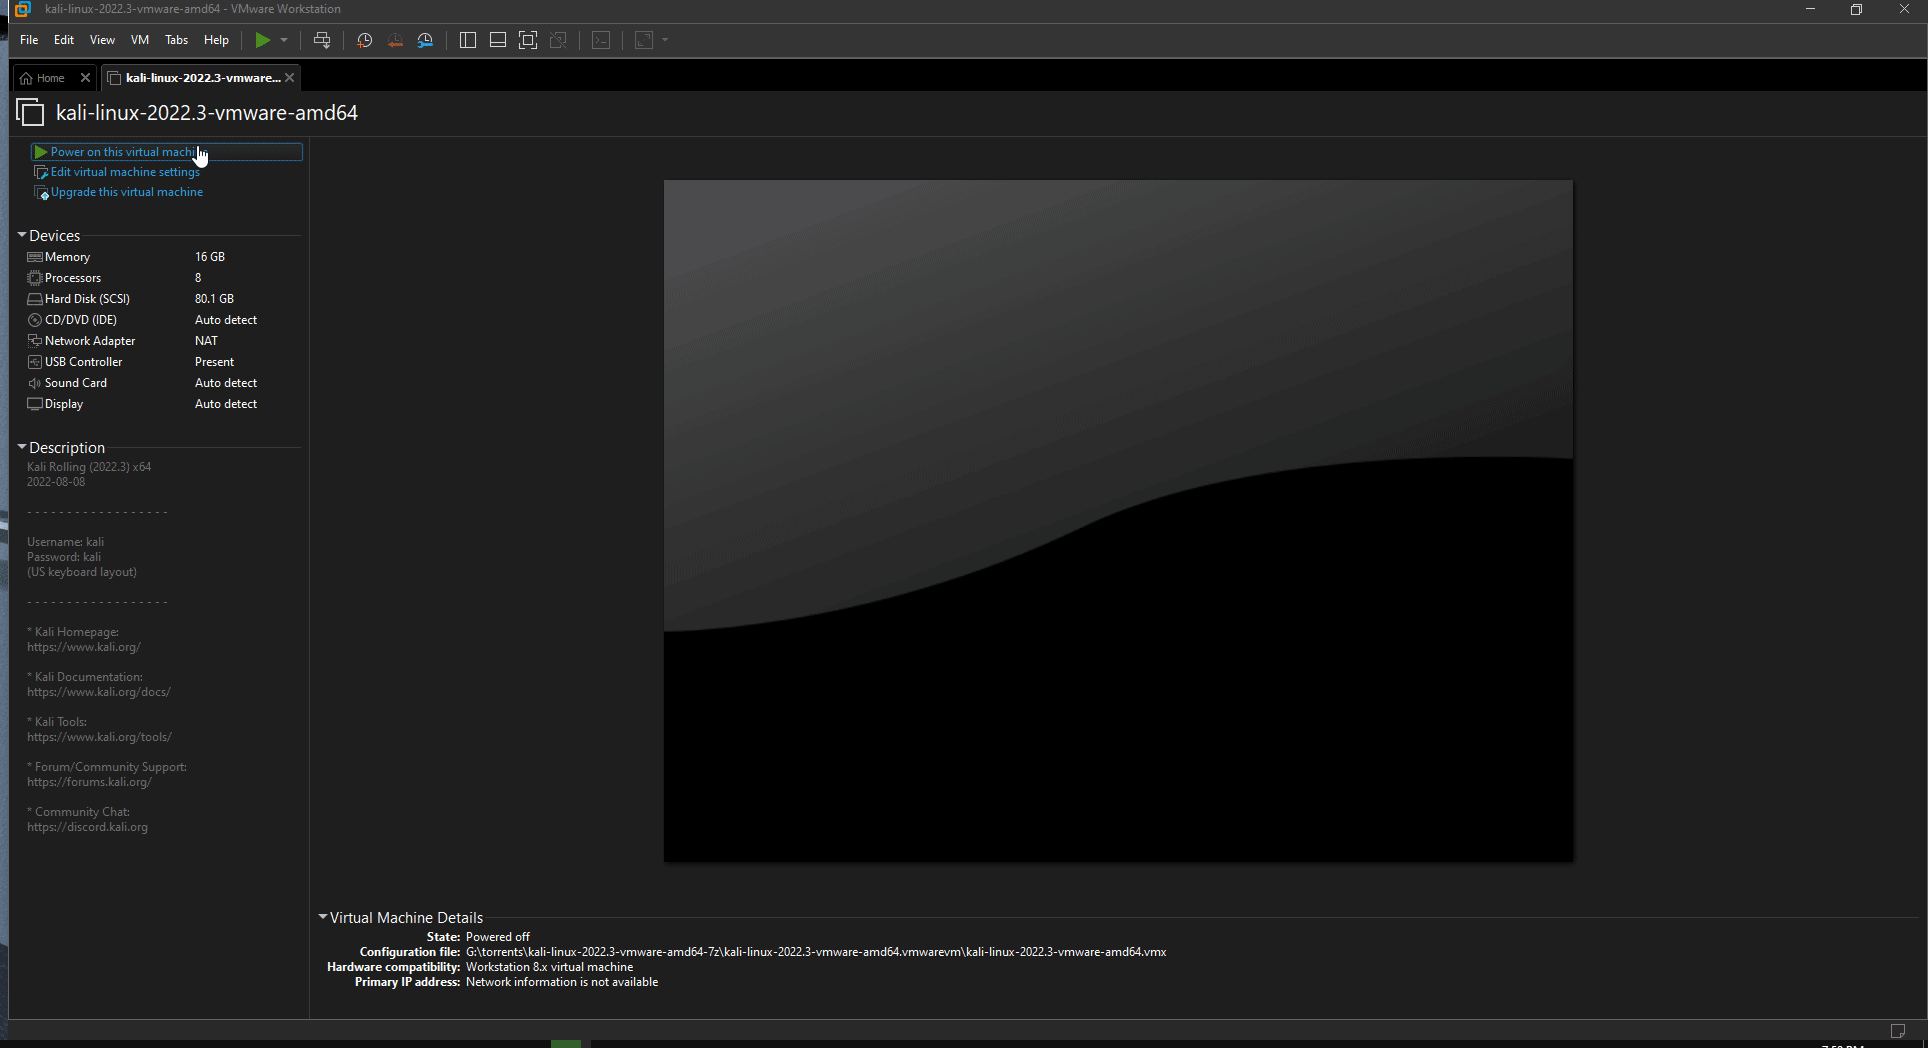 kali-linux-2022.3-vmware-amd64 - VMware Workstation
File Edit View VM Tabs Help
Home kali-linux-2022.3-vmware...
kali-linux-2022.3-vmware-amd64
Power on this virtual
Edit virtual machine settings
Upgrade this virtual machine
Devices
Memory 16 GB
Processors 8
Hard Disk (SCSI) 80.1 GB
CD/DVD (IDE) Auto detect
Network Adapter NAT
USB Controller Present
Sound Card Auto detect
Display Auto detect
Description
Kali Rolling (2022.3) x64
2022-08-08
- - - - - - - - - - - - - - - - - -
Username: kali
Password: kali
(US keyboard layout)
- - - - - - - - - - - - - - - - - -
* Kali Homepage:
https://www.kali.org/
* Kali Documentation:
https://www.kali.org/docs/
* Kali Tools:
https://www.kali.org/tools/
* Forum/Community Support:
https://forums.kali.org/
* Community Chat:
https://discord.kali.org
Virtual Machine Details
State: Powered off
Configuration file: G:\torrents\kali-linux-2022.3-vmware-amd64-7z\kali-linux-2022.3-vmware-amd64.vmwarevm\kali-linux-2022.3-vmware-amd64.vmx
Hardware compatibility: Workstation 8.x virtual machine
Primary IP address: Network information is not available